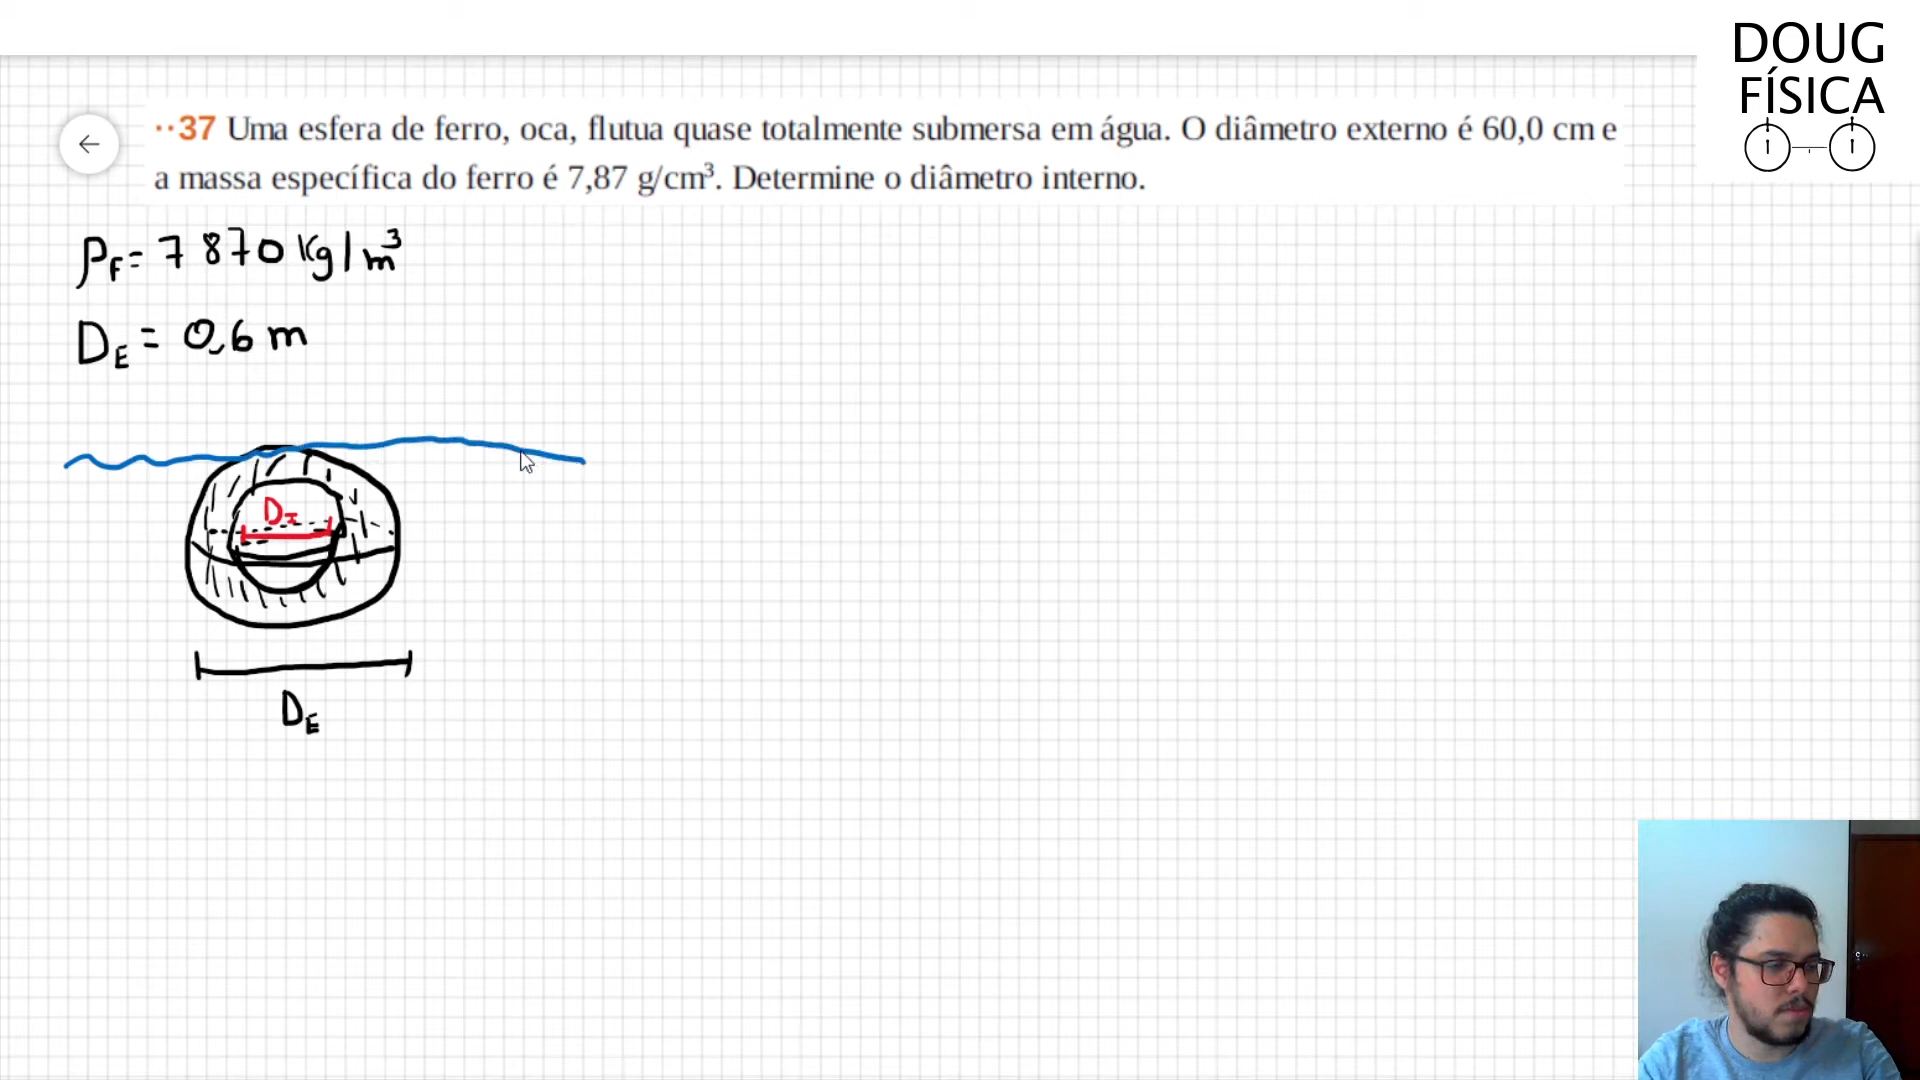 DOUG
FÍSICA
··37 Uma esfera de ferro, oca, flutua quase totalmente submersa em água. O diâmetro externo é 60,0 cm e
a massa específica do ferro é 7,87 g/cm³. Determine o diâmetro interno.
ρF = 7870 Kg/m³
DE = 0,6 m
DI
DE